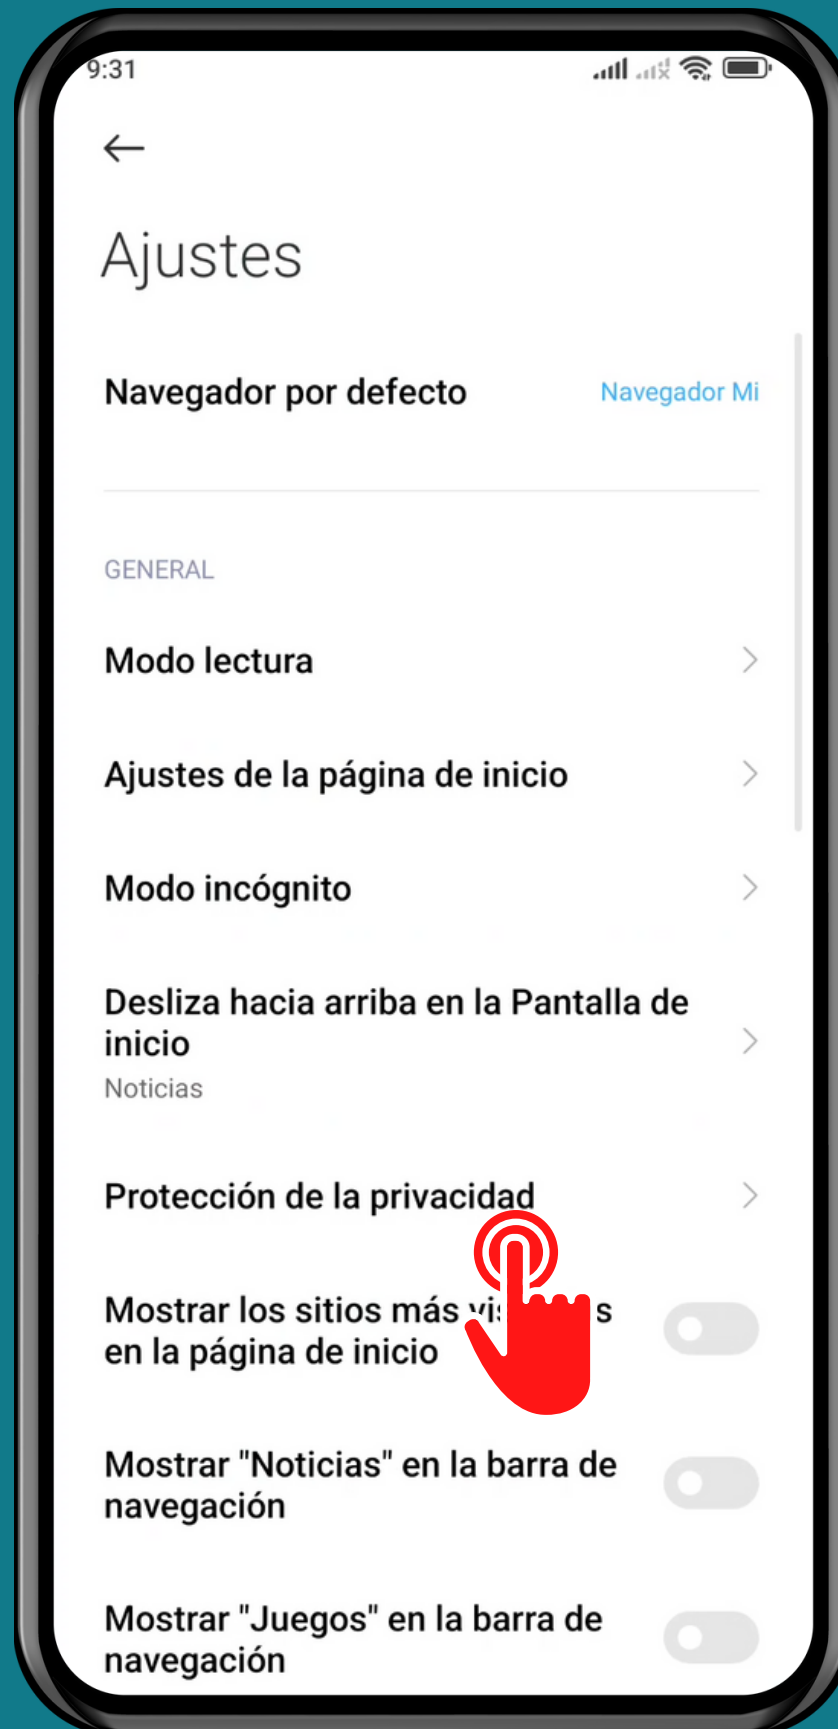 9:31
Ajustes
Navegador por defecto
Navegador Mi
GENERAL
Modo lectura
Ajustes de la página de inicio
Modo incógnito
Desliza hacia arriba en la Pantalla de
inicio
Noticias
Protección de la privacidad
Mostrar los sitios más
en la página de inicio
Mostrar "Noticias" en la barra de
navegación
Mostrar "Juegos" en la barra de
navegación